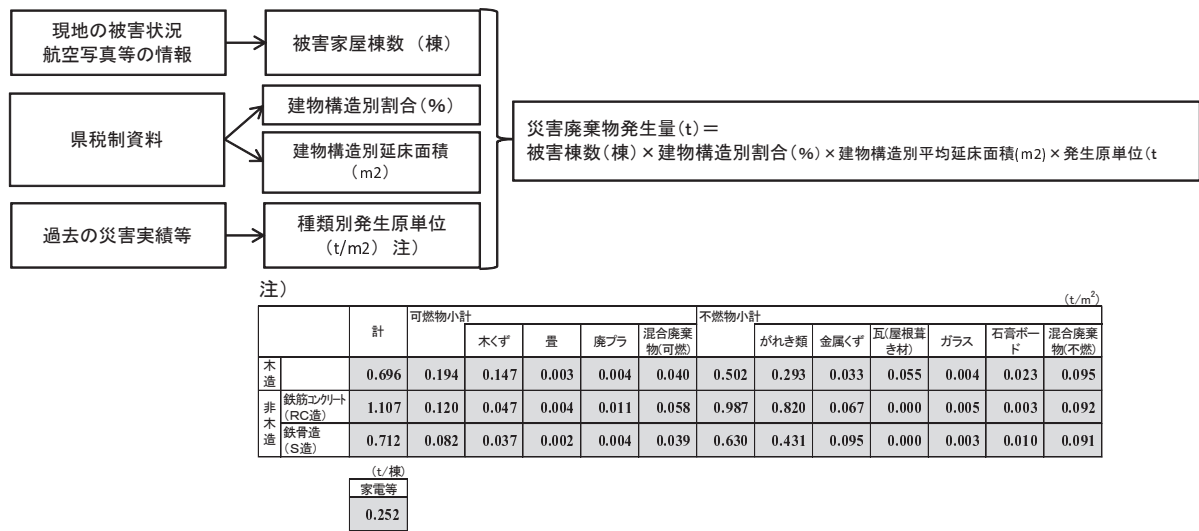 現地の被害状況
航空写真等の情報
被害家屋棟数 (棟)
県税制資料
建物構造別割合(%)
建物構造別延床面積
(m2)
過去の災害実績等
種類別発生原単位
(t/m2) 注)
災害廃棄物発生量(t)=
被害棟数(棟)×建物構造別割合(%)×建物構造別平均延床面積(m2)×発生原単位(t
注)
(t/m²)
計 可燃物小計 木くず 畳 廃プラ 混合廃棄物(可燃) 不燃物小計 がれき類 金属くず 瓦(屋根葺き材) ガラス 石膏ボード 混合廃棄物(不燃)
木造 0.696 0.194 0.147 0.003 0.004 0.040 0.502 0.293 0.033 0.055 0.004 0.023 0.095
非木造 鉄筋コンクリート(RC造) 1.107 0.120 0.047 0.004 0.011 0.058 0.987 0.820 0.067 0.000 0.005 0.003 0.092
鉄骨造(S造) 0.712 0.082 0.037 0.002 0.004 0.039 0.630 0.431 0.095 0.000 0.003 0.010 0.091
(t/棟)
家電等
0.252